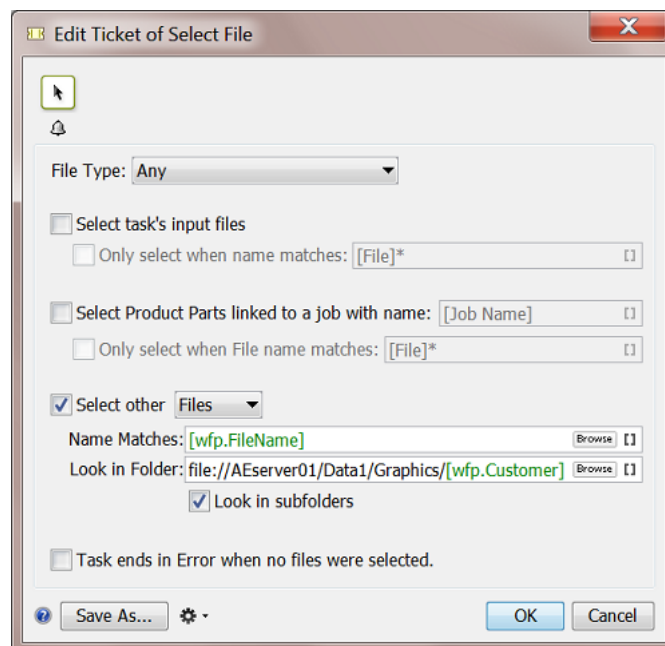 Edit Ticket of Select File
File Type: Any
Select task's input files
Only select when name matches: [File]*
Select Product Parts linked to a job with name: [Job Name]
Only select when File name matches: [File]*
Select other Files
Name Matches: [wfp.FileName] Browse []
Look in Folder: file://AEserver01/Data1/Graphics/[wfp.Customer] Browse []
Look in subfolders
Task ends in Error when no files were selected.
Save As... OK Cancel